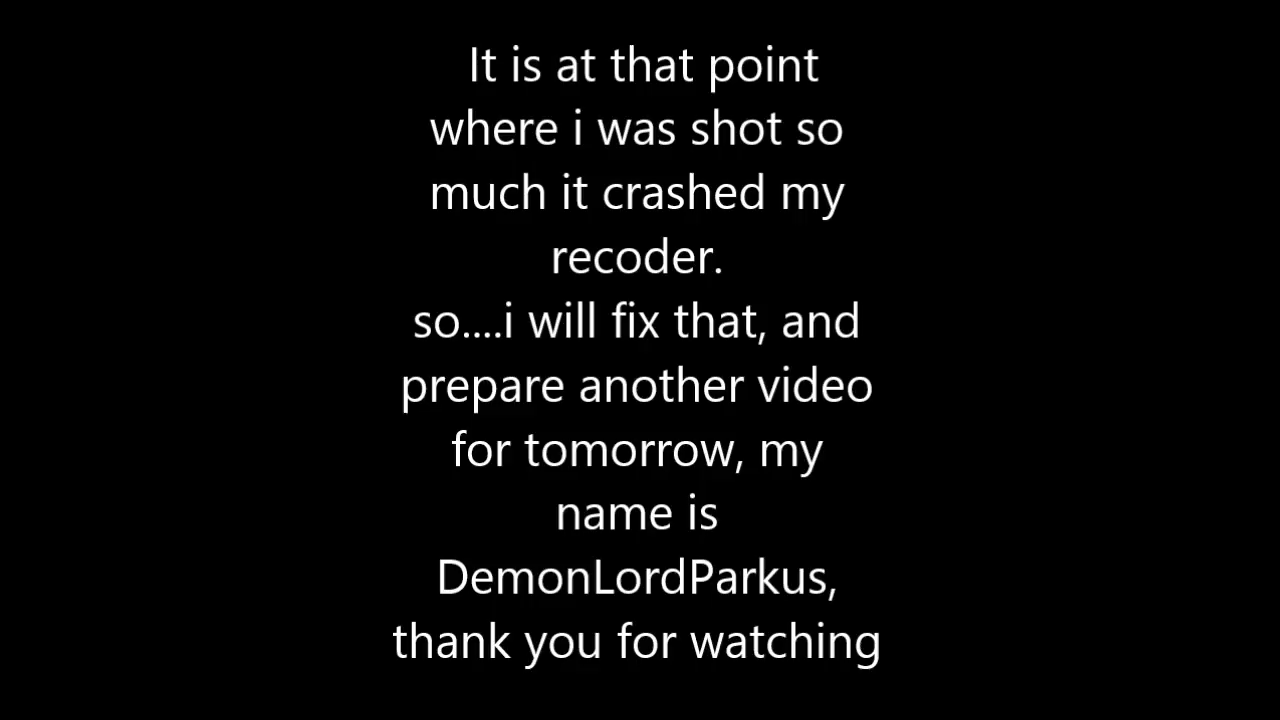 It is at that point
where i was shot so
much it crashed my
recoder.
so....i will fix that, and
prepare another video
for tomorrow, my
name is
DemonLordParkus,
thank you for watching